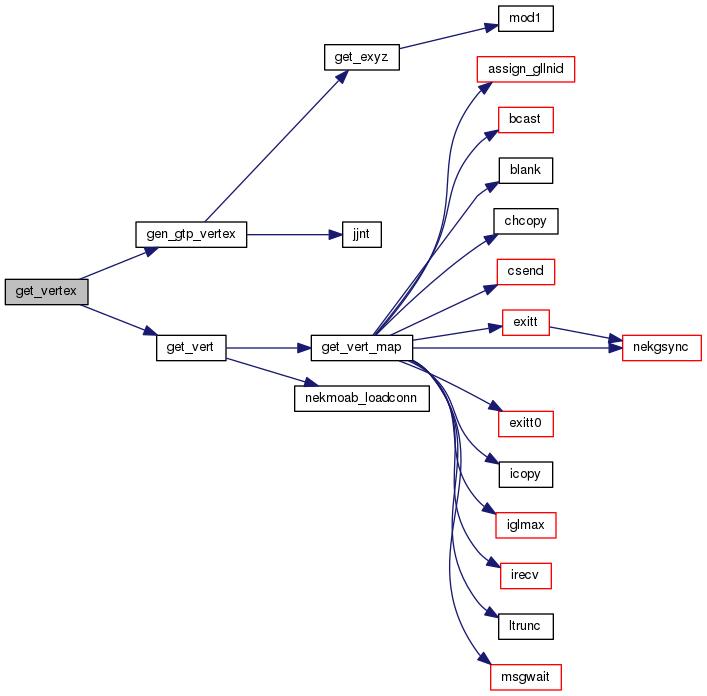 mod1
get_exyz
assign_gllnid
bcast
blank
chcopy
gen_gtp_vertex
jjnt
csend
get_vertex
exitt
get_vert
get_vert_map
nekgsync
nekmoab_loadconn
exitt0
icopy
iglmax
irecv
ltrunc
msgwait